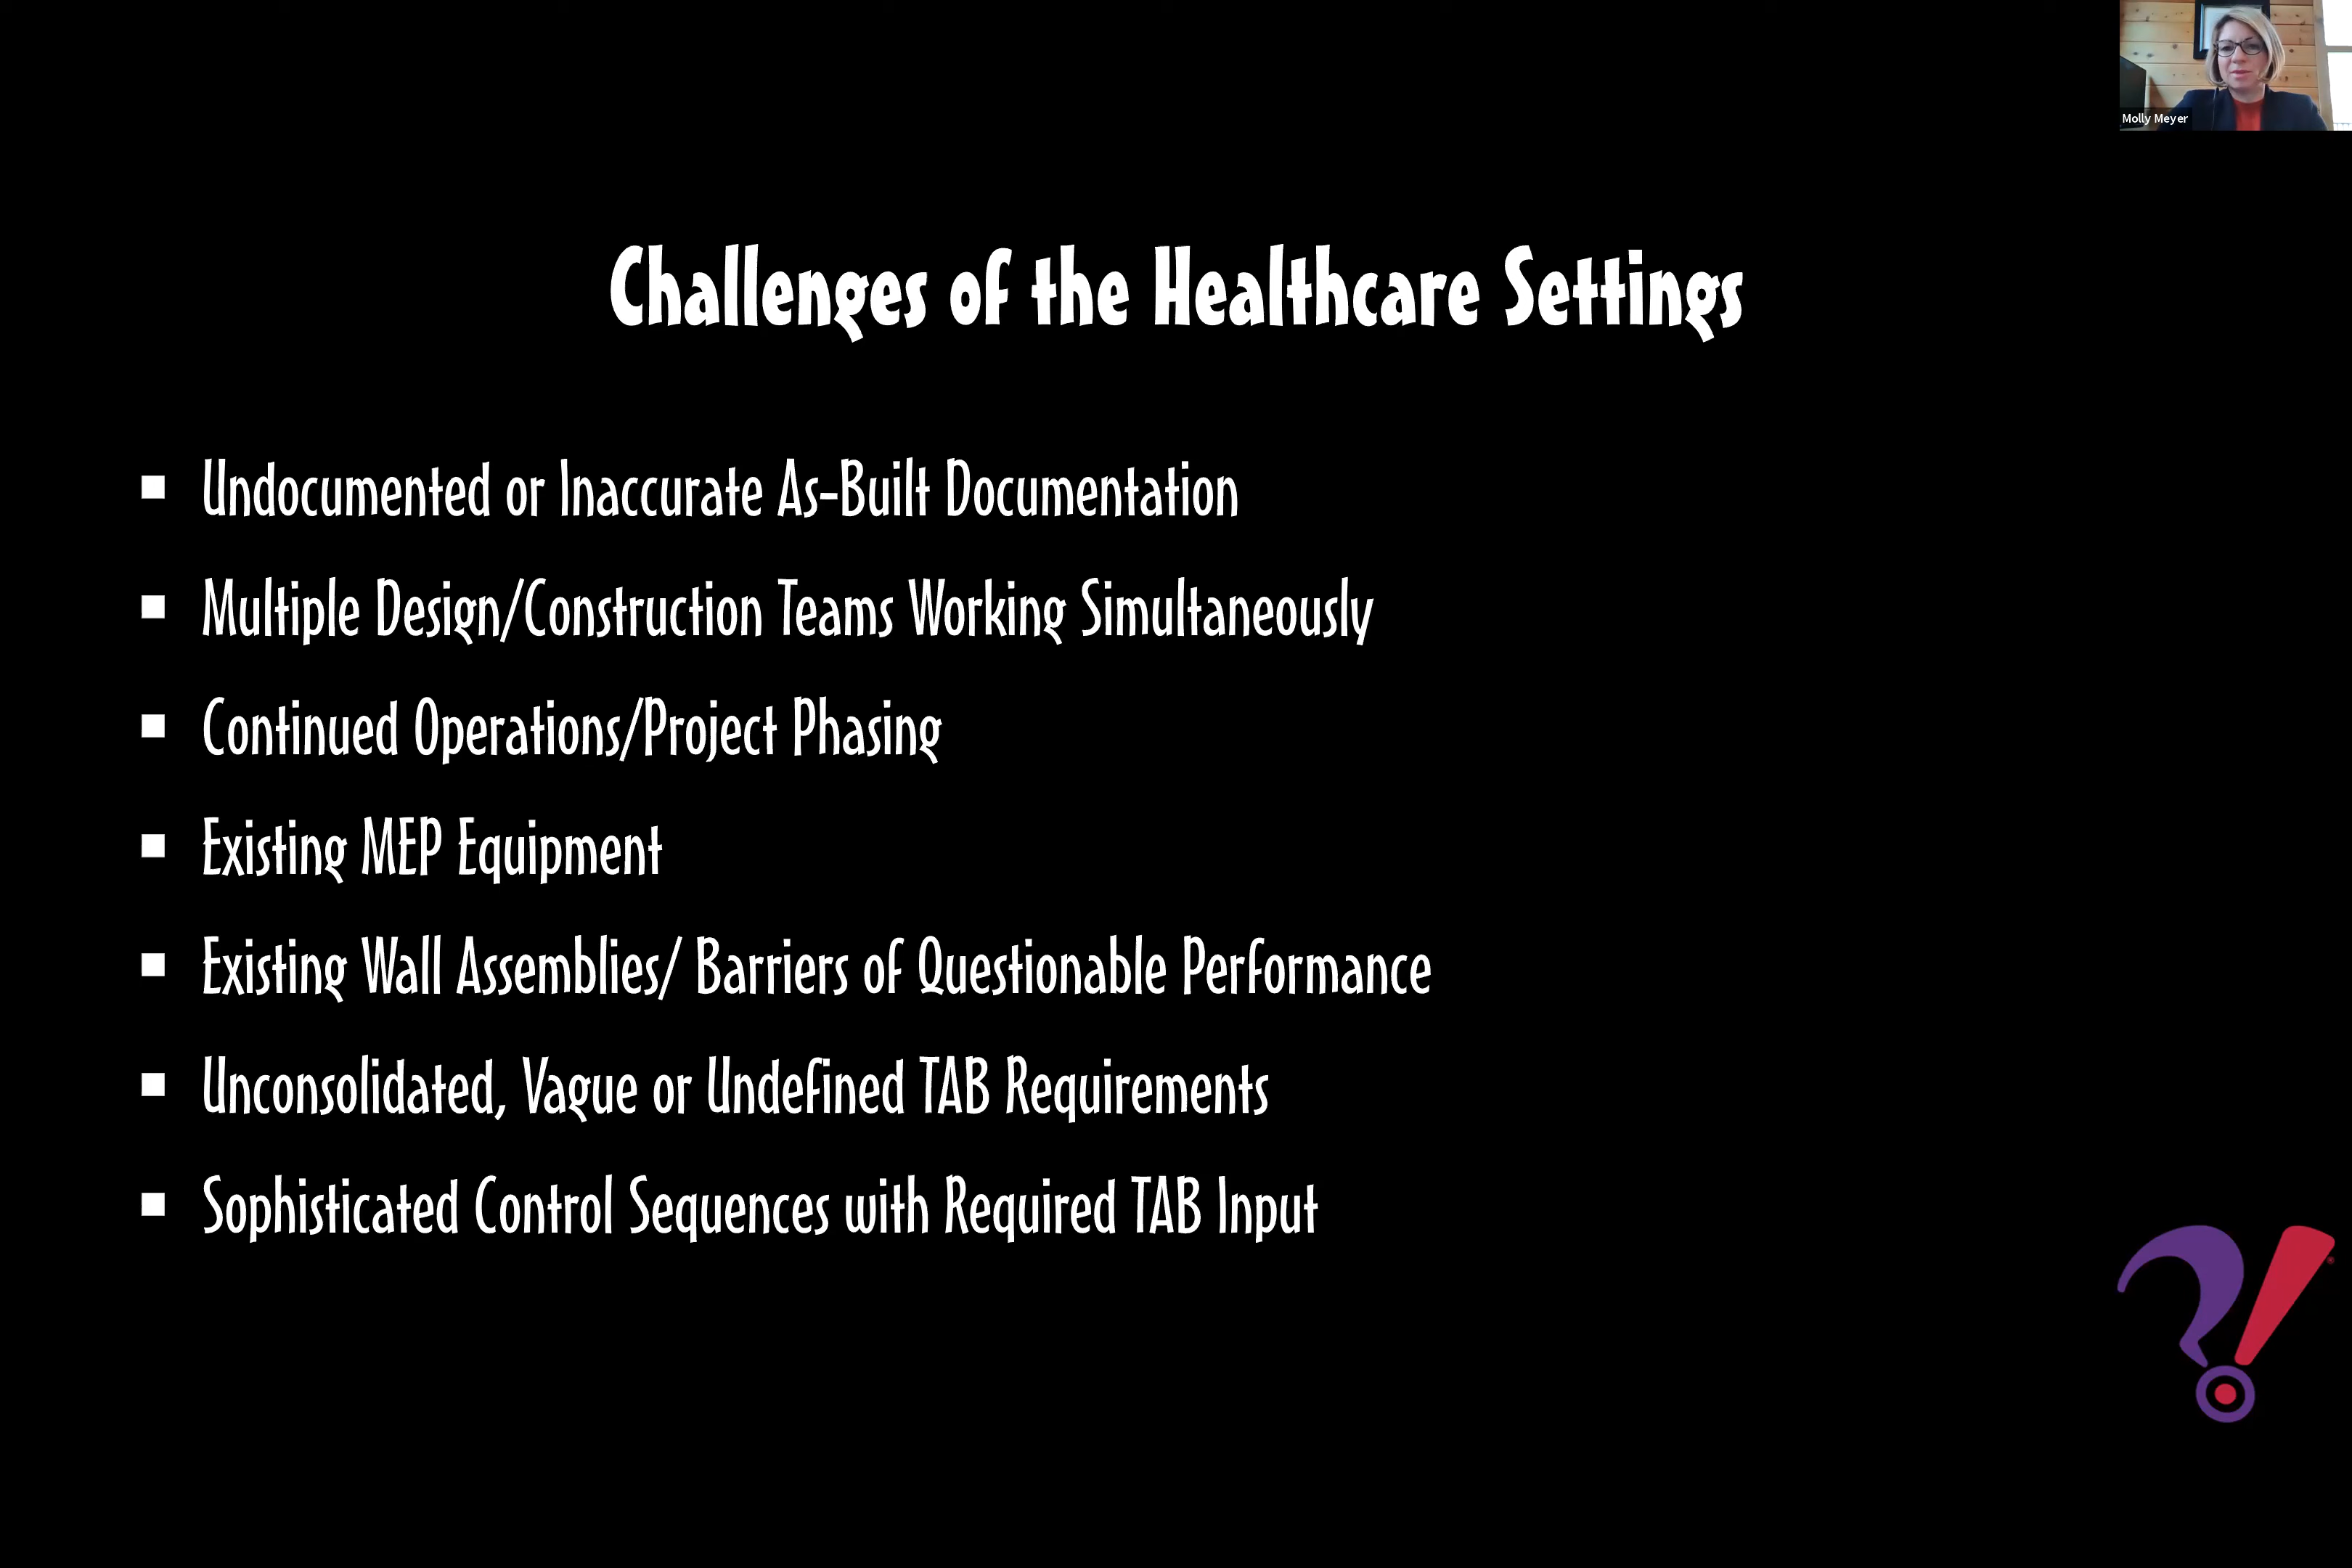 Molly Meyer
Challenges of the Healthcare Settings
Undocumented or Inaccurate As-Built Documentation
Multiple Design/Construction Teams Working Simultaneously
Continued Operations/Project Phasing
Existing MEP Equipment
Existing Wall Assemblies/ Barriers of Questionable Performance
Unconsolidated, Vague or Undefined TAB Requirements
Sophisticated Control Sequences with Required TAB Input